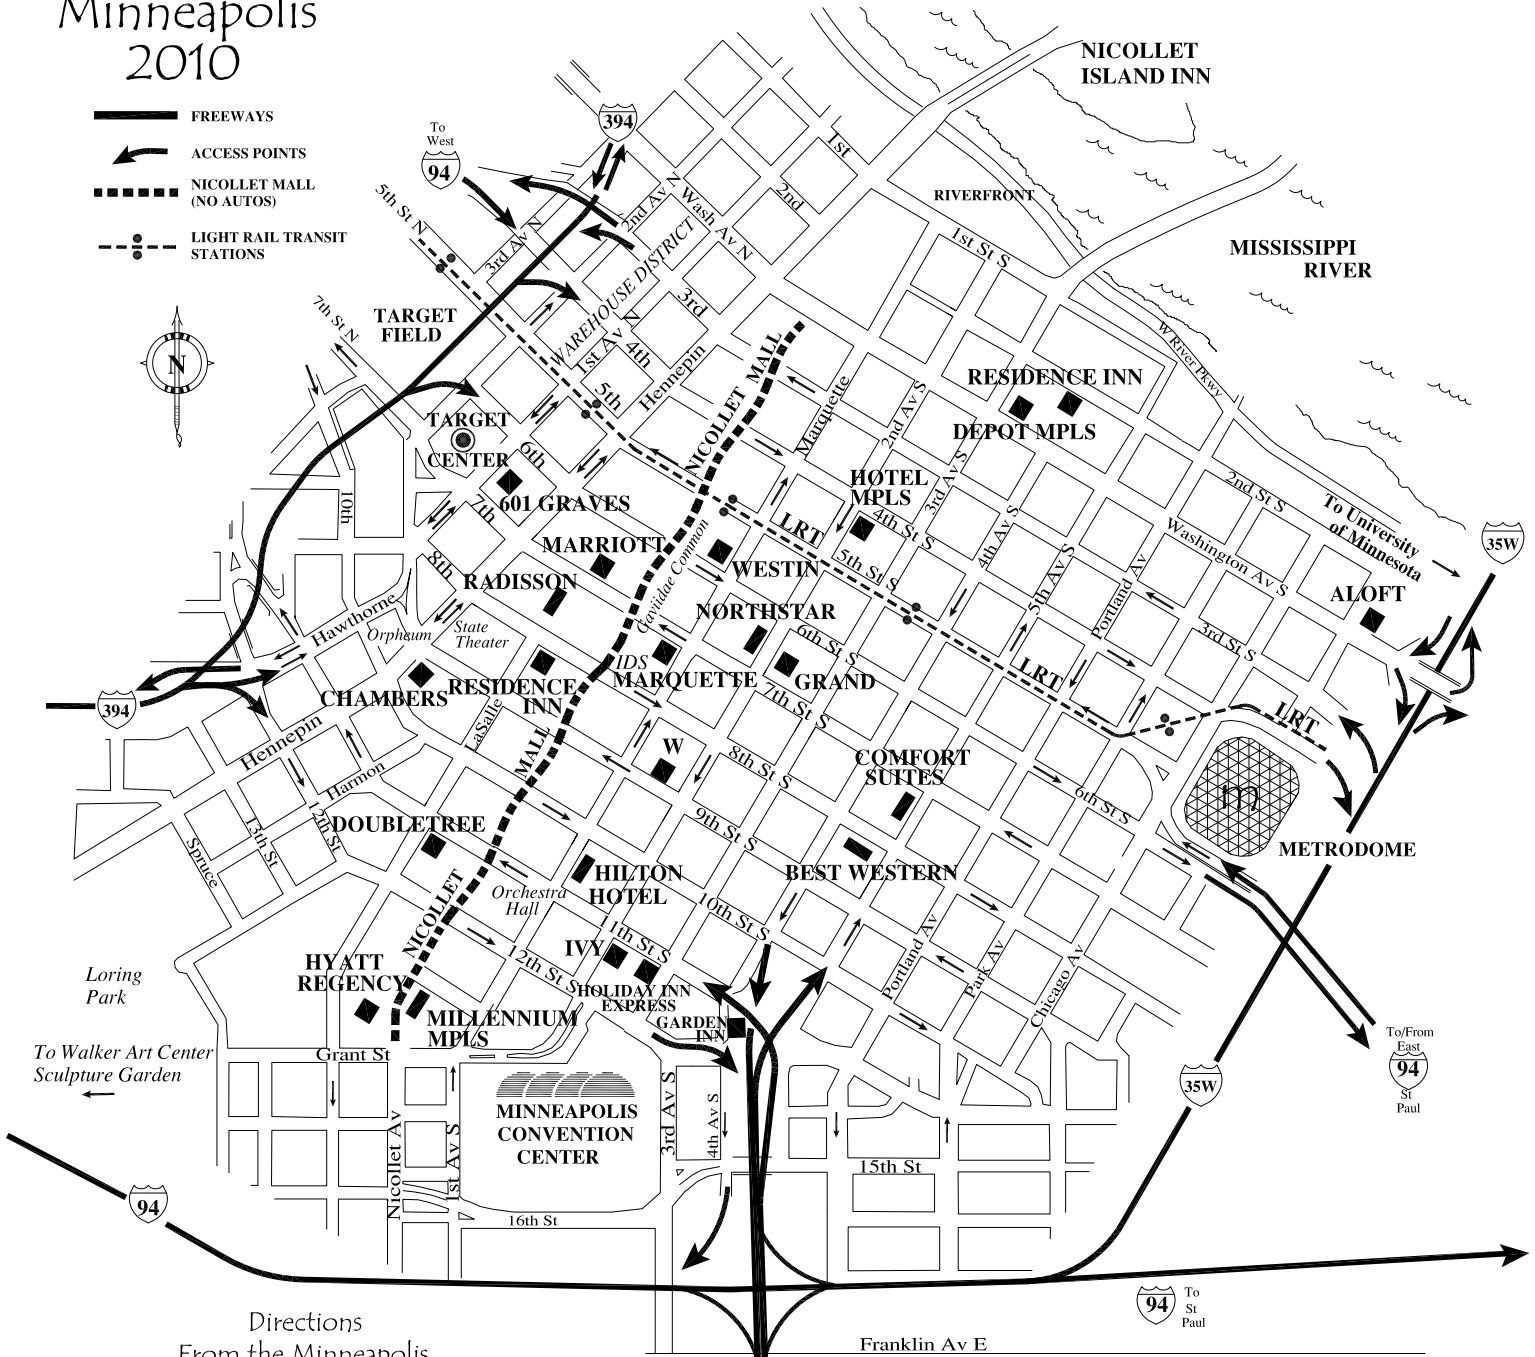 Minneapolis
2010
FREEWAYS
ACCESS POINTS
NICOLLET MALL
(NO AUTOS)
LIGHT RAIL TRANSIT
STATIONS
N
To
West
94
394
5th St N
3rd Av N
2nd Av N
Wash Av N
WAREHOUSE DISTRICT
1st
2nd
3rd
4th
5th
1st Av N
Hennepin
7th St N
TARGET
FIELD
NICOLLET
ISLAND INN
RIVERFRONT
1st St S
MISSISSIPPI
RIVER
W River Pkwy
NICOLLET MALL
Marquette
2nd Av S
RESIDENCE INN
DEPOT MPLS
TARGET
CENTER
6th
601 GRAVES
7th
10th
8th
HOTEL
MPLS
3rd Av S
4th St S
4th Av S
2nd St S
Washington Av S
To University
of Minnesota
35W
LRT
5th St S
5th Av S
Portland Av
ALOFT
MARRIOTT
RADISSON
Gaviidae Common
WESTIN
NORTHSTAR
6th St S
3rd St S
Hawthorne
Orpheum
State
Theater
IDS
MARQUETTE
GRAND
7th St S
LRT
LRT
CHAMBERS
RESIDENCE
INN
LaSalle
394
Hennepin
MALL
W
8th St S
COMFORT
SUITES
6th St S
m
METRODOME
Harmon
12th St
13th St
Spruce
DOUBLETREE
9th St S
BEST WESTERN
HILTON
HOTEL
Orchestra
Hall
NICOLLET
10th St S
11th St S
12th St S
IVY
HOLIDAY INN
EXPRESS
GARDEN
INN
Portland Av
Park Av
Chicago Av
Loring
Park
HYATT
REGENCY
MILLENNIUM
MPLS
To Walker Art Center
Sculpture Garden
Grant St
To/From
East
94
St
Paul
35W
MINNEAPOLIS
CONVENTION
CENTER
3rd Av S
4th Av S
Nicollet Av
1st Av S
15th St
16th St
94
94
To
St
Paul
Directions
From the Minneapolis
Franklin Av E